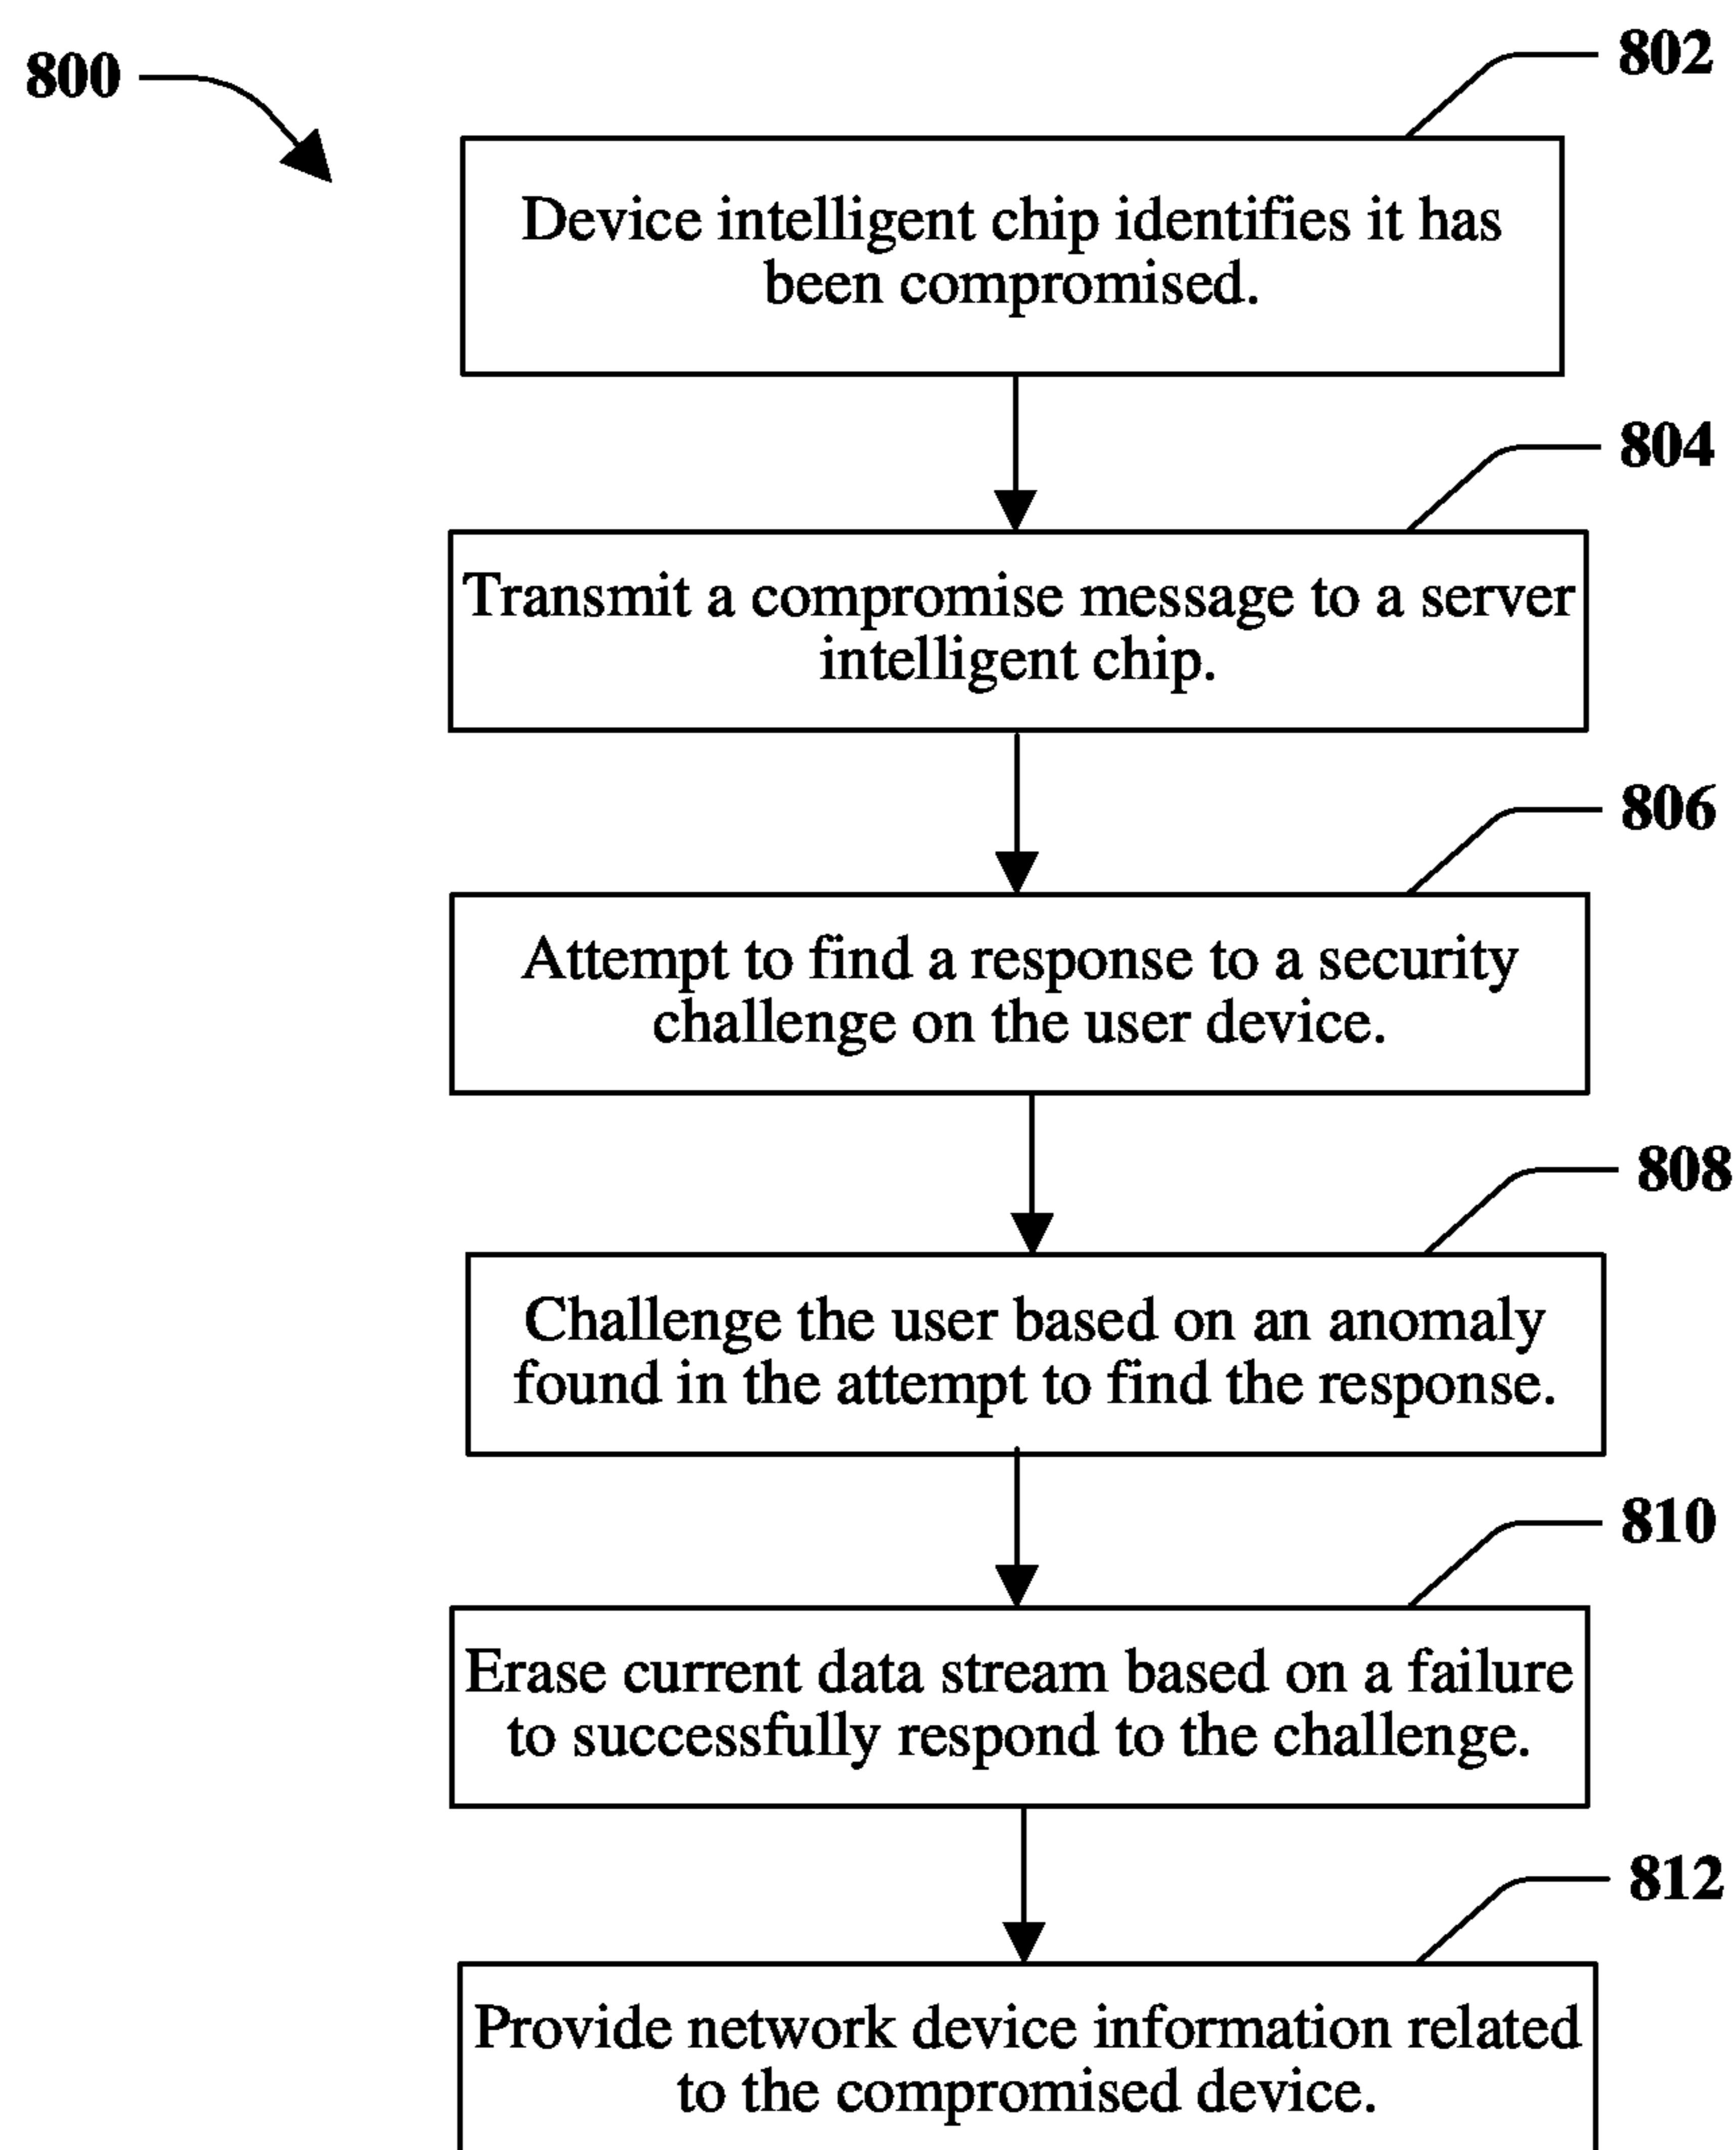 800
802
Device intelligent chip identifies it has
been compromised.
804
Transmit a compromise message to a server
intelligent chip.
806
Attempt to find a response to a security
challenge on the user device.
808
Challenge the user based on an anomaly
found in the attempt to find the response.
810
Erase current data stream based on a failure
to successfully respond to the challenge.
812
Provide network device information related
to the compromised device.